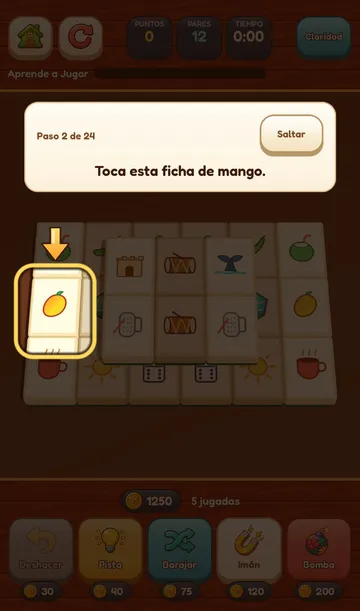 PUNTOS
0
PARES
12
TIEMPO
0:00
Claridad
Aprende a Jugar
Paso 2 de 24
Saltar
Toca esta ficha de mango.
1250
5 jugadas
Deshacer
Pista
Barajar
Imán
Bomba
30
40
75
120
200